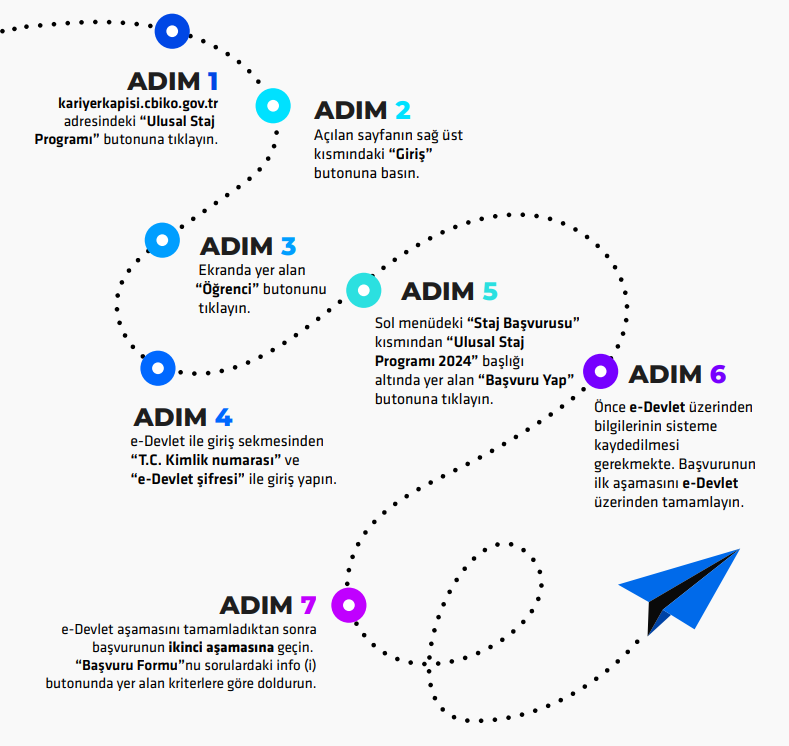 ADIM 1
kariyerkapisi.cbiko.gov.tr
adresindeki “Ulusal Staj
Programı” butonuna tıklayın.
ADIM 2
Açılan sayfanın sağ üst
kısmındaki “Giriş”
butonuna basın.
ADIM 3
Ekranda yer alan
“Öğrenci” butonunu
tıklayın.
ADIM 4
e-Devlet ile giriş sekmesinden
“T.C. Kimlik numarası” ve
“e-Devlet şifresi” ile giriş yapın.
ADIM 5
Sol menüdeki “Staj Başvurusu”
kısmından “Ulusal Staj
Programı 2024” başlığı
altında yer alan “Başvuru Yap”
butonuna tıklayın.
ADIM 6
Önce e-Devlet üzerinden
bilgilerinin sisteme
kaydedilmesi
gerekmekte. Başvurunun
ilk aşamasını e-Devlet
üzerinden tamamlayın.
ADIM 7
e-Devlet aşamasını tamamladıktan sonra
başvurunun ikinci aşamasına geçin.
“Başvuru Formu”nu sorulardaki info (i)
butonunda yer alan kriterlere göre doldurun.